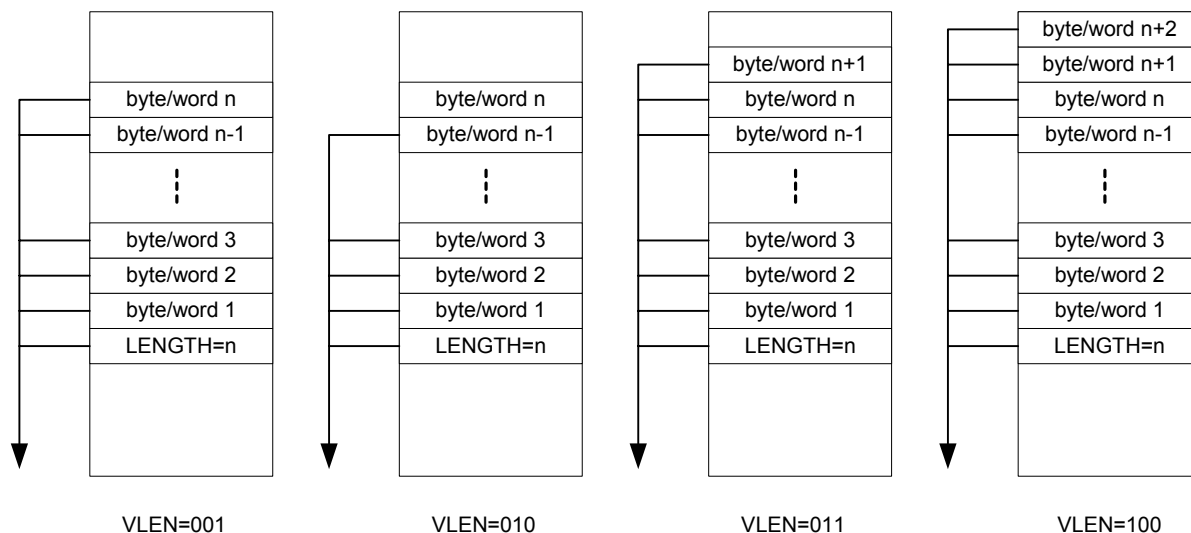 byte/word n
byte/word n-1
byte/word 3
byte/word 2
byte/word 1
LENGTH=n
VLEN=001
byte/word n
byte/word n-1
byte/word 3
byte/word 2
byte/word 1
LENGTH=n
VLEN=010
byte/word n+1
byte/word n
byte/word n-1
byte/word 3
byte/word 2
byte/word 1
LENGTH=n
VLEN=011
byte/word n+2
byte/word n+1
byte/word n
byte/word n-1
byte/word 3
byte/word 2
byte/word 1
LENGTH=n
VLEN=100